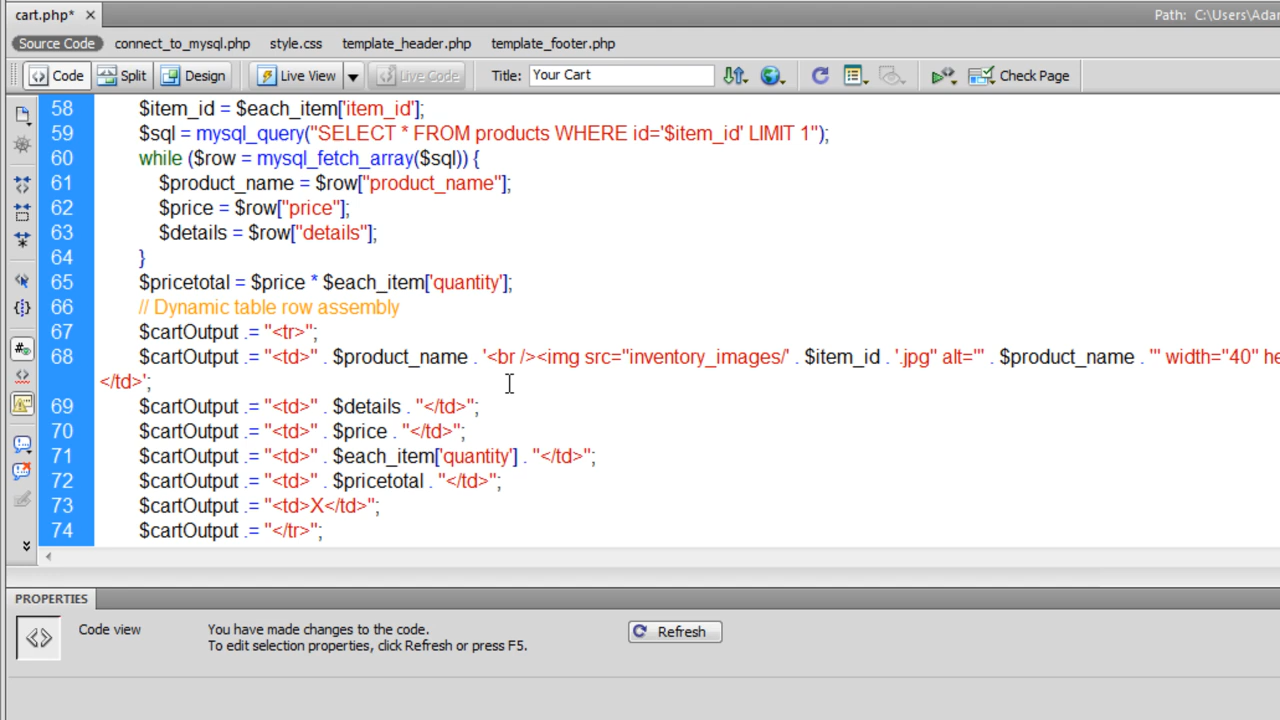 cart.php*
Path: C:\Users\Ada
Source Code connect_to_mysql.php style.css template_header.php template_footer.php
Code Split Design Live View Live Code Title: Your Cart Check Page
58 $item_id = $each_item['item_id'];
59 $sql = mysql_query("SELECT * FROM products WHERE id='$item_id' LIMIT 1");
60 while ($row = mysql_fetch_array($sql)) {
61 $product_name = $row["product_name"];
62 $price = $row["price"];
63 $details = $row["details"];
64 }
65 $pricetotal = $price * $each_item['quantity'];
66 // Dynamic table row assembly
67 $cartOutput .= "<tr>";
68 $cartOutput .= "<td>" . $product_name . '<br /><img src="inventory_images/' . $item_id . '.jpg" alt="' . $product_name . '" width="40" he
</td>';
69 $cartOutput .= "<td>" . $details . "</td>";
70 $cartOutput .= "<td>" . $price . "</td>";
71 $cartOutput .= "<td>" . $each_item['quantity'] . "</td>";
72 $cartOutput .= "<td>" . $pricetotal . "</td>";
73 $cartOutput .= "<td>X</td>";
74 $cartOutput .= "</tr>";
PROPERTIES
Code view
You have made changes to the code.
To edit selection properties, click Refresh or press F5.
Refresh